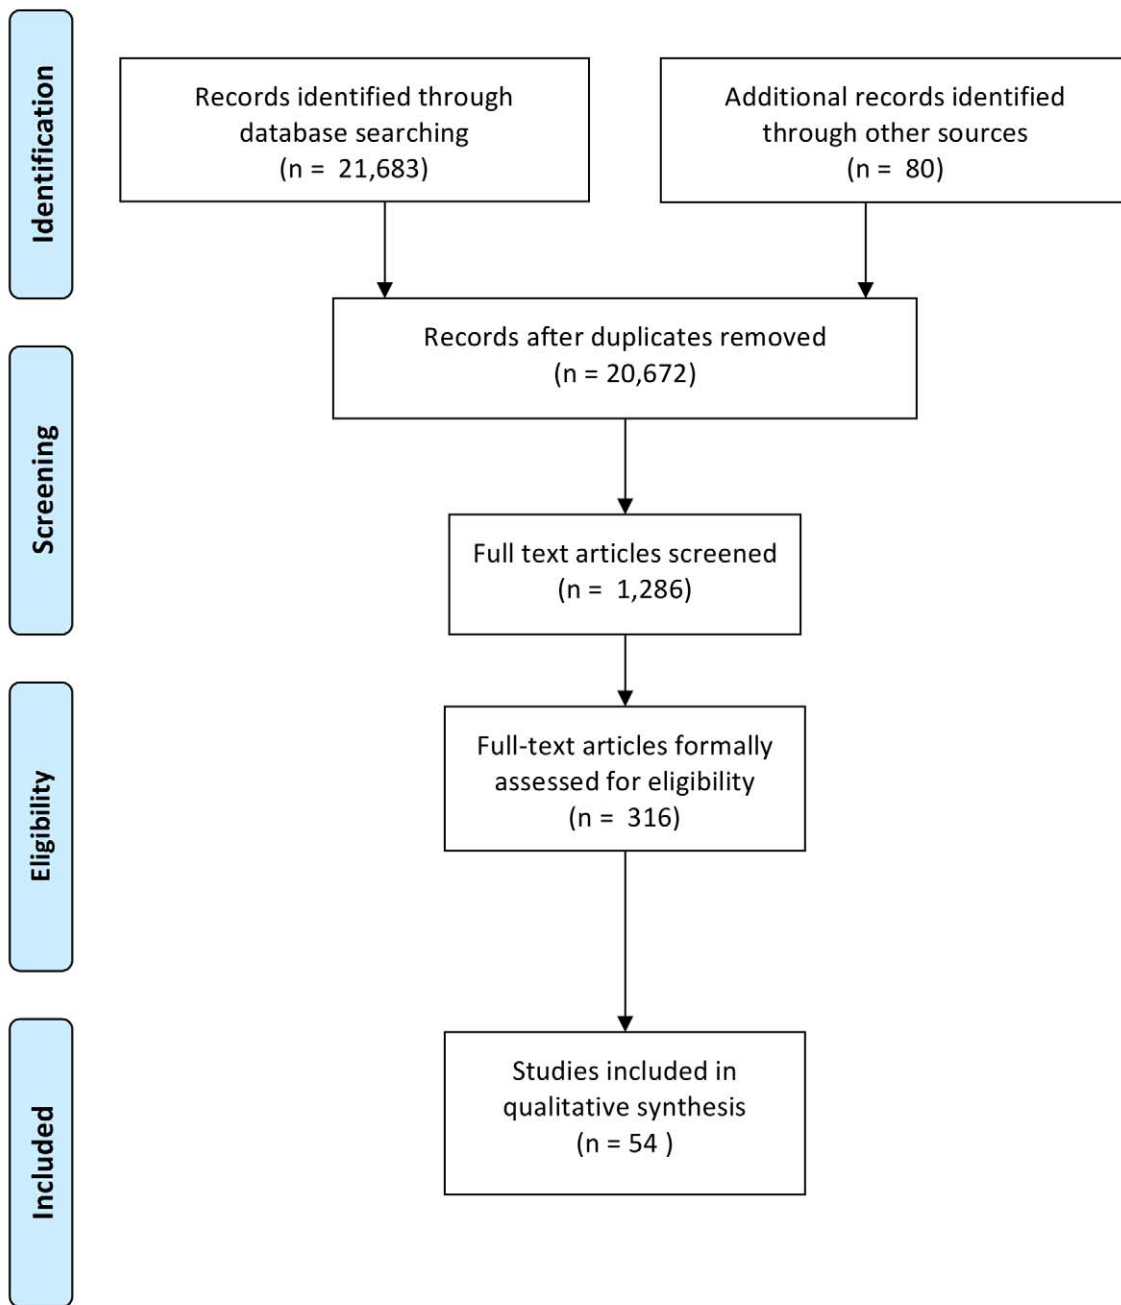 Identification
Records identified through
database searching
(n = 21,683)
Additional records identified
through other sources
(n = 80)
Records after duplicates removed
(n = 20,672)
Screening
Full text articles screened
(n = 1,286)
Eligibility
Full-text articles formally
assessed for eligibility
(n = 316)
Included
Studies included in
qualitative synthesis
(n = 54 )